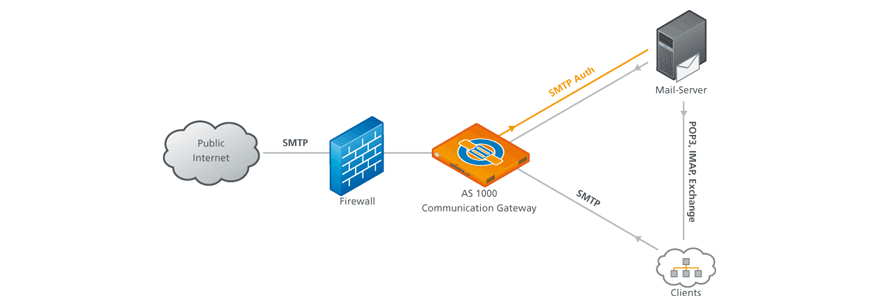 Public
Internet
SMTP
Firewall
AS 1000
Communication Gateway
SMTP Auth
Mail-Server
POP3, IMAP, Exchange
SMTP
Clients